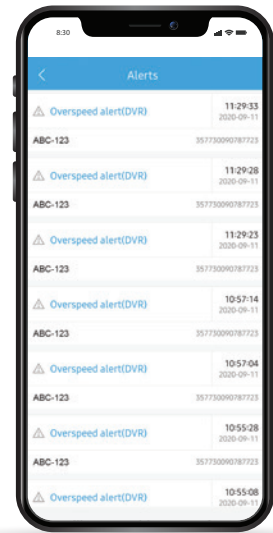 8:30
Alerts
Overspeed alert(DVR) 11:29:33
2020-09-11
ABC-123 357730090787723
Overspeed alert(DVR) 11:29:28
2020-09-11
ABC-123 357730090787723
Overspeed alert(DVR) 11:29:23
2020-09-11
ABC-123 357730090787723
Overspeed alert(DVR) 10:57:14
2020-09-11
ABC-123 357730090787723
Overspeed alert(DVR) 10:57:04
2020-09-11
ABC-123 357730090787723
Overspeed alert(DVR) 10:55:28
2020-09-11
ABC-123 357730090787723
Overspeed alert(DVR) 10:55:08
2020-09-11